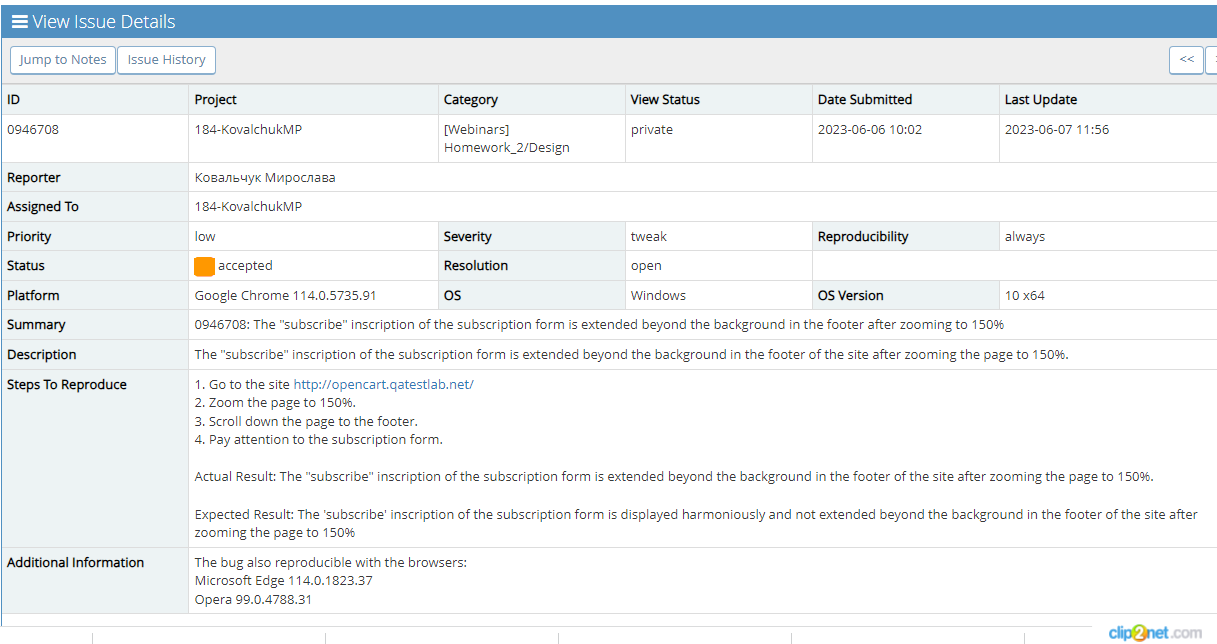 View Issue Details
Jump to Notes Issue History <<
ID Project Category View Status Date Submitted Last Update
0946708 184-KovalchukMP [Webinars] private 2023-06-06 10:02 2023-06-07 11:56
Homework_2/Design
Reporter Ковальчук Мирослава
Assigned To 184-KovalchukMP
Priority low Severity tweak Reproducibility always
Status accepted Resolution open
Platform Google Chrome 114.0.5735.91 OS Windows OS Version 10 x64
Summary 0946708: The "subscribe" inscription of the subscription form is extended beyond the background in the footer after zooming to 150%
Description The "subscribe" inscription of the subscription form is extended beyond the background in the footer of the site after zooming the page to 150%.
Steps To Reproduce 1. Go to the site http://opencart.qatestlab.net/
2. Zoom the page to 150%.
3. Scroll down the page to the footer.
4. Pay attention to the subscription form.
Actual Result: The "subscribe" inscription of the subscription form is extended beyond the background in the footer of the site after zooming the page to 150%.
Expected Result: The 'subscribe' inscription of the subscription form is displayed harmoniously and not extended beyond the background in the footer of the site after
zooming the page to 150%
Additional Information The bug also reproducible with the browsers:
Microsoft Edge 114.0.1823.37
Opera 99.0.4788.31
clip2net.com